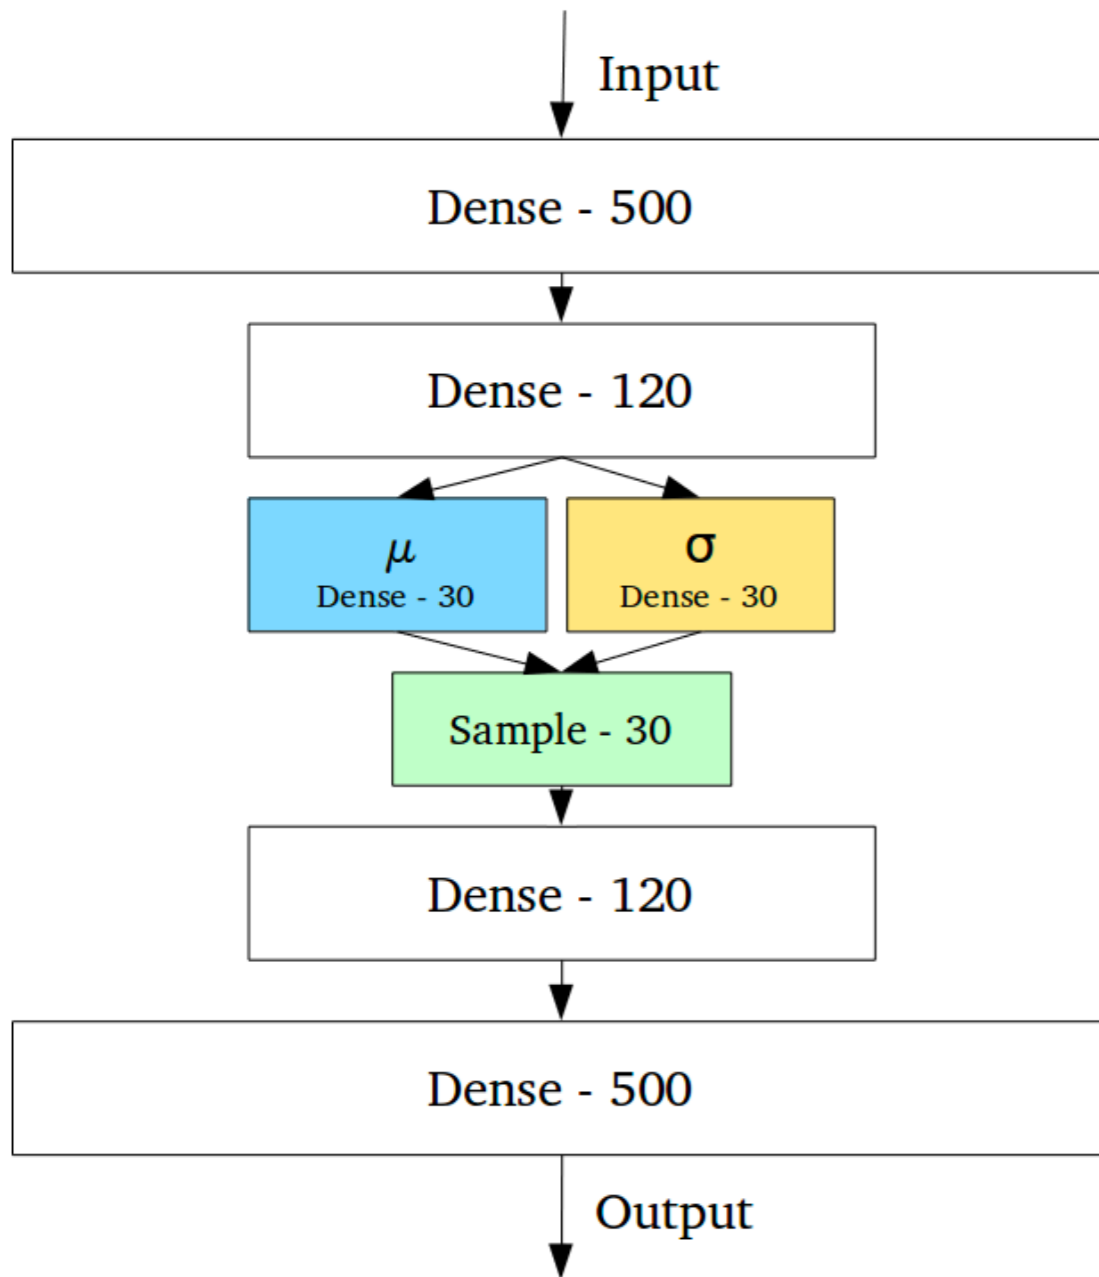 Input
Dense - 500
Dense - 120
μ
Dense - 30
σ
Dense - 30
Sample - 30
Dense - 120
Dense - 500
Output